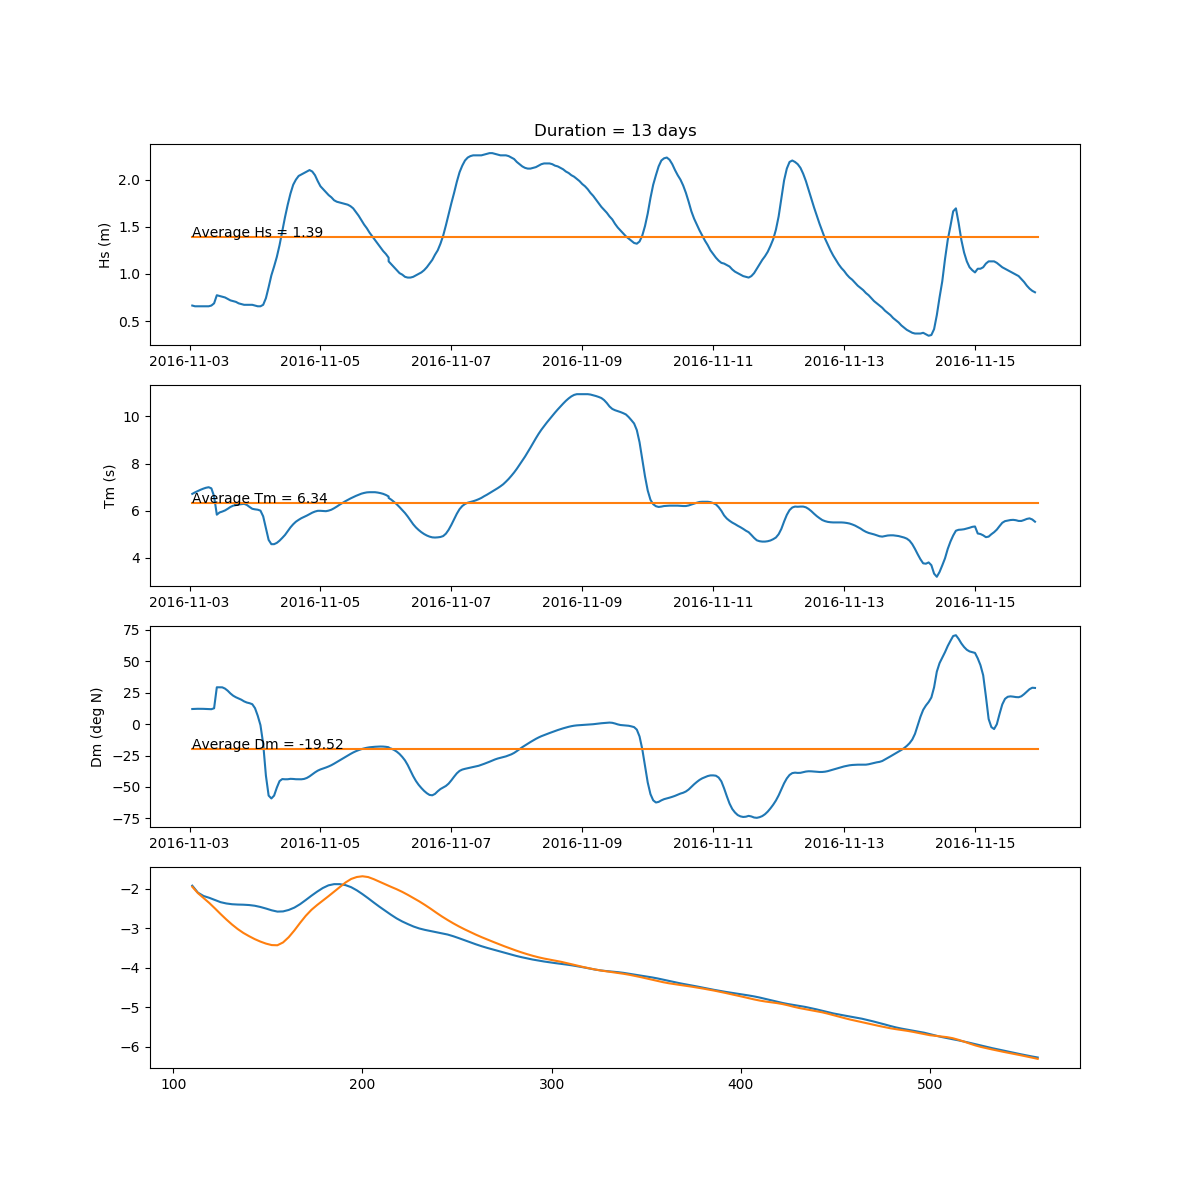 Duration = 13 days
Hs (m)
2.0
1.5
1.0
0.5
Average Hs = 1.39
2016-11-03 2016-11-05 2016-11-07 2016-11-09 2016-11-11 2016-11-13 2016-11-15
Tm (s)
10
8
6
4
Average Tm = 6.34
2016-11-03 2016-11-05 2016-11-07 2016-11-09 2016-11-11 2016-11-13 2016-11-15
Dm (deg N)
75
50
25
0
−25
−50
−75
Average Dm = -19.52
2016-11-03 2016-11-05 2016-11-07 2016-11-09 2016-11-11 2016-11-13 2016-11-15
−2
−3
−4
−5
−6
100 200 300 400 500